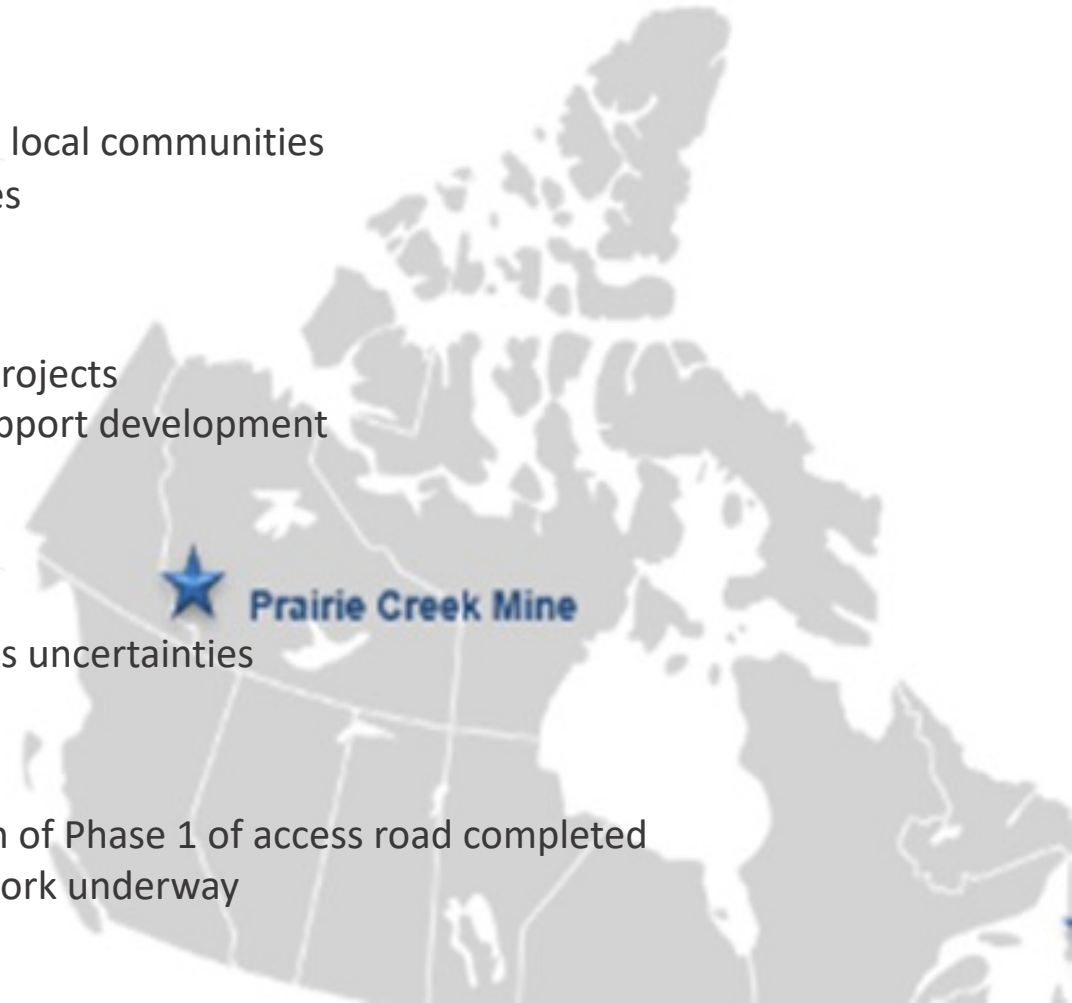 local communities
es
rojects
pport development
Prairie Creek Mine
s uncertainties
n of Phase 1 of access road completed
ork underway